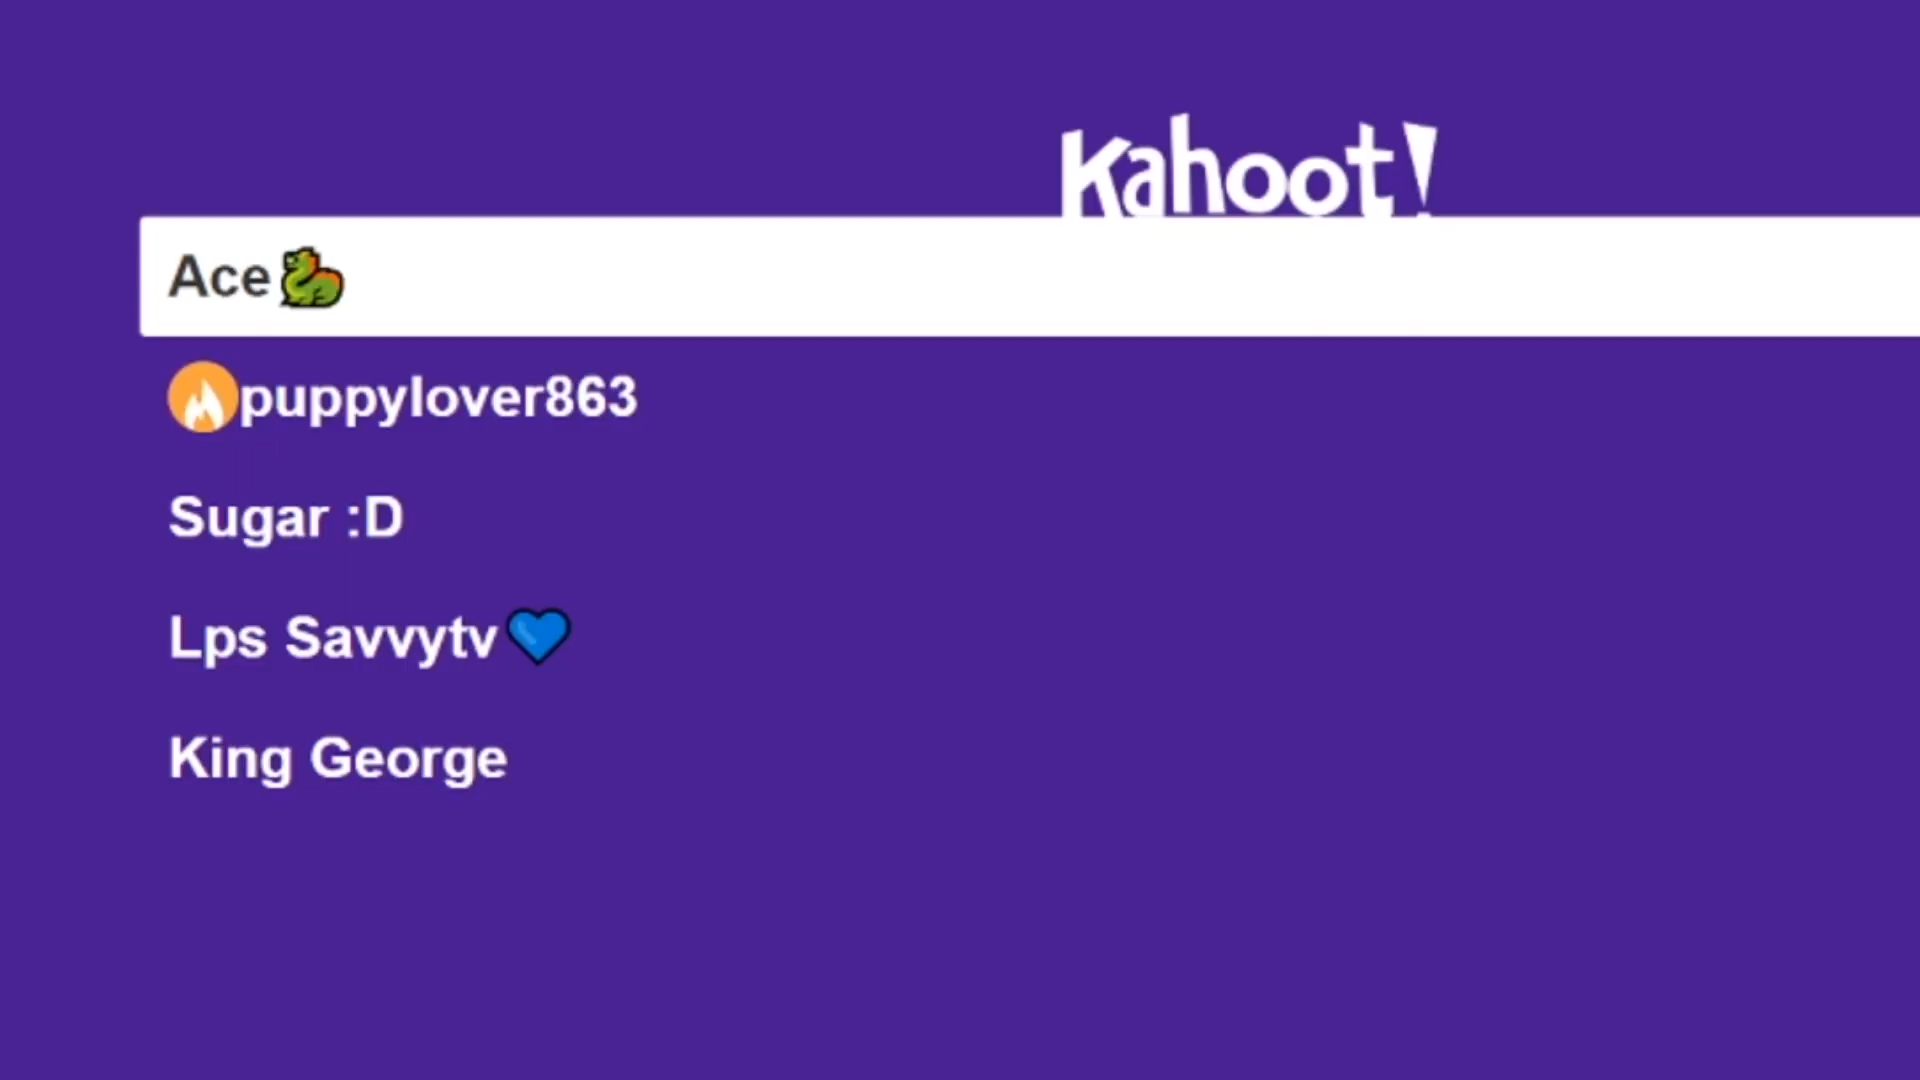 Kahoot!
Ace🐉
puppylover863
Sugar :D
Lps Savvytv💙
King George